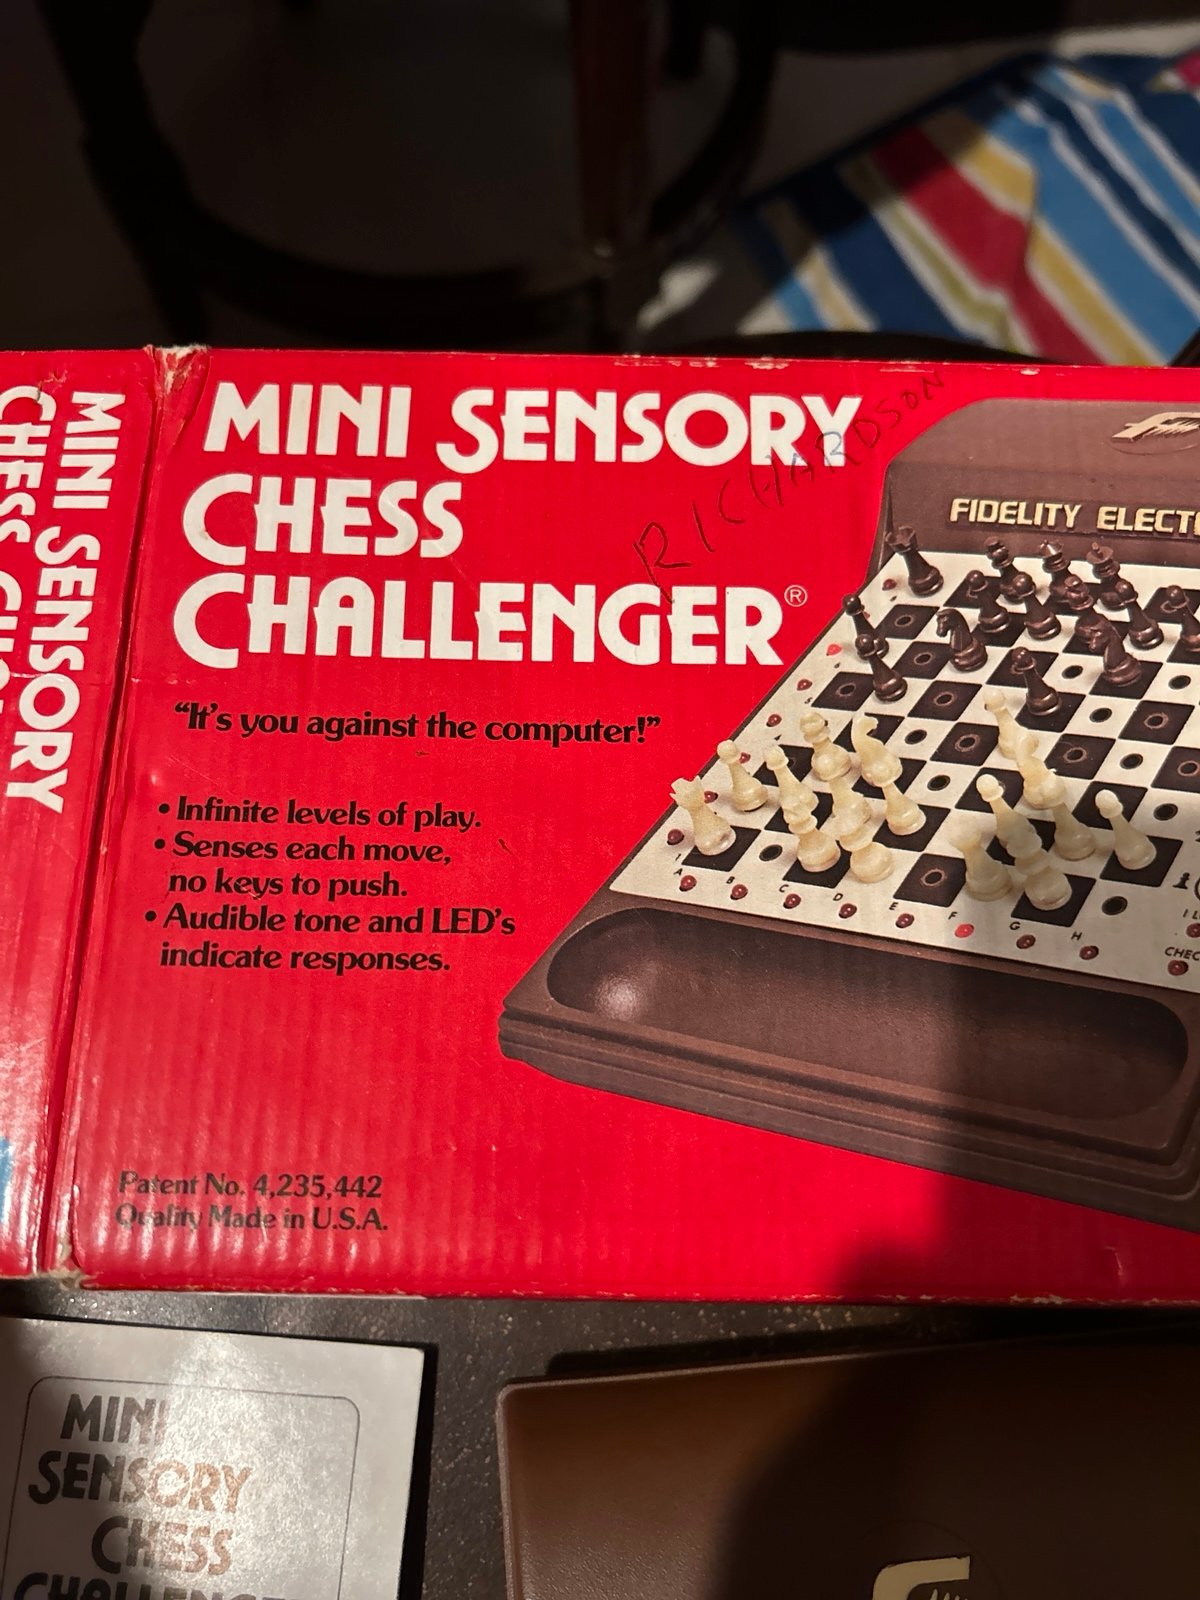 MINI SENSORY
CHESS
CHALLENGER®
RICHARDSON
"It's you against the computer!"
• Infinite levels of play.
• Senses each move,
no keys to push.
• Audible tone and LED's
indicate responses.
Patent No. 4,235,442
Quality Made in U.S.A.
FIDELITY
1
A B C D E F G H
MINI SENSORY
CHESS
MINI
SENSORY
CHESS